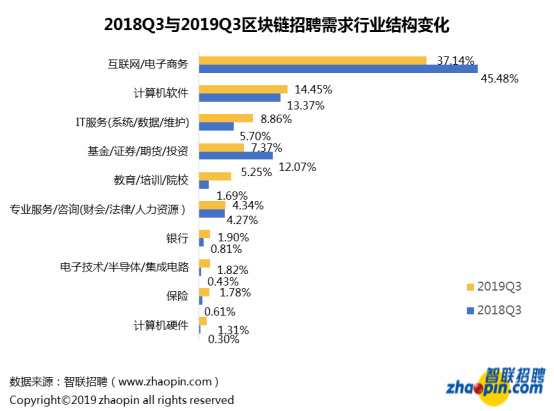 2018Q3与2019Q3区块链招聘需求行业结构变化
互联网/电子商务
37.14%
45.48%
计算机软件
14.45%
13.37%
IT服务(系统/数据/维护)
8.86%
5.70%
基金/证券/期货/投资
7.37%
12.07%
教育/培训/院校
5.25%
1.69%
专业服务/咨询(财会/法律/人力资源)
4.34%
4.27%
银行
1.90%
0.81%
电子技术/半导体/集成电路
1.82%
0.43%
保险
1.78%
0.61%
计算机硬件
1.31%
0.30%
2019Q3
2018Q3
数据来源:智联招聘(www.zhaopin.com)
Copyright©2019 zhaopin all rights reserved
智联招聘
zhaopin.com